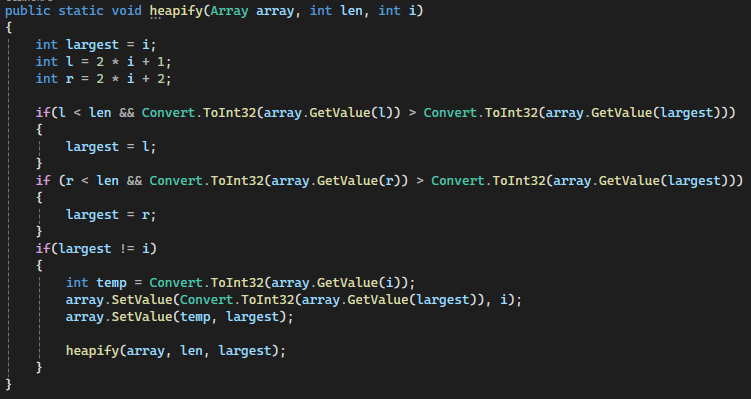 public static void heapify(Array array, int len, int i)
{
    int largest = i;
    int l = 2 * i + 1;
    int r = 2 * i + 2;

    if(l < len && Convert.ToInt32(array.GetValue(l)) > Convert.ToInt32(array.GetValue(largest)))
    {
        largest = l;
    }
    if (r < len && Convert.ToInt32(array.GetValue(r)) > Convert.ToInt32(array.GetValue(largest)))
    {
        largest = r;
    }
    if(largest != i)
    {
        int temp = Convert.ToInt32(array.GetValue(i));
        array.SetValue(Convert.ToInt32(array.GetValue(largest)), i);
        array.SetValue(temp, largest);

        heapify(array, len, largest);
    }
}